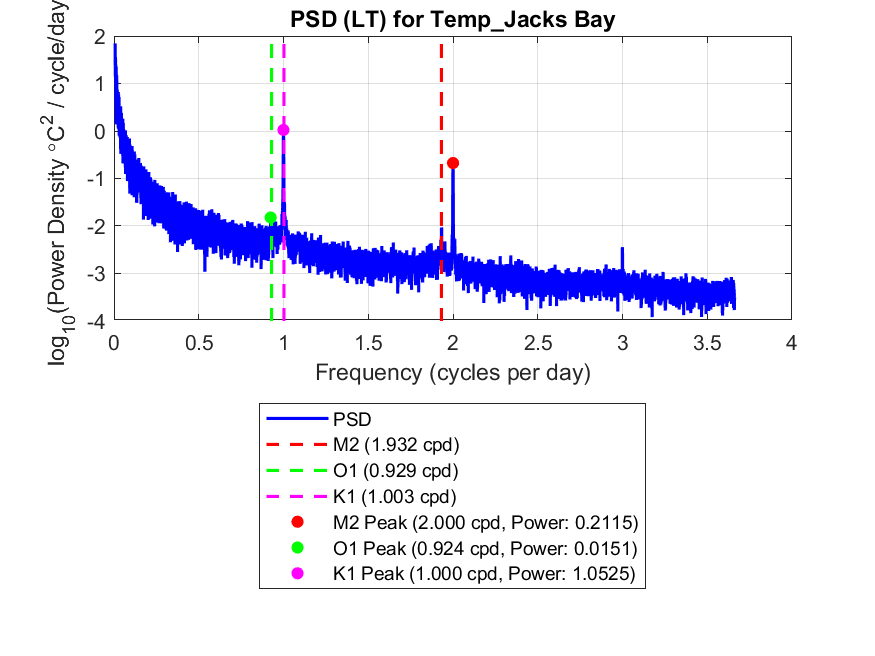 PSD (LT) for Temp_Jacks Bay
log10(Power Density °C2 / cycle/day
2
1
0
-1
-2
-3
-4
0 0.5 1 1.5 2 2.5 3 3.5 4
Frequency (cycles per day)
PSD
M2 (1.932 cpd)
O1 (0.929 cpd)
K1 (1.003 cpd)
M2 Peak (2.000 cpd, Power: 0.2115)
O1 Peak (0.924 cpd, Power: 0.0151)
K1 Peak (1.000 cpd, Power: 1.0525)